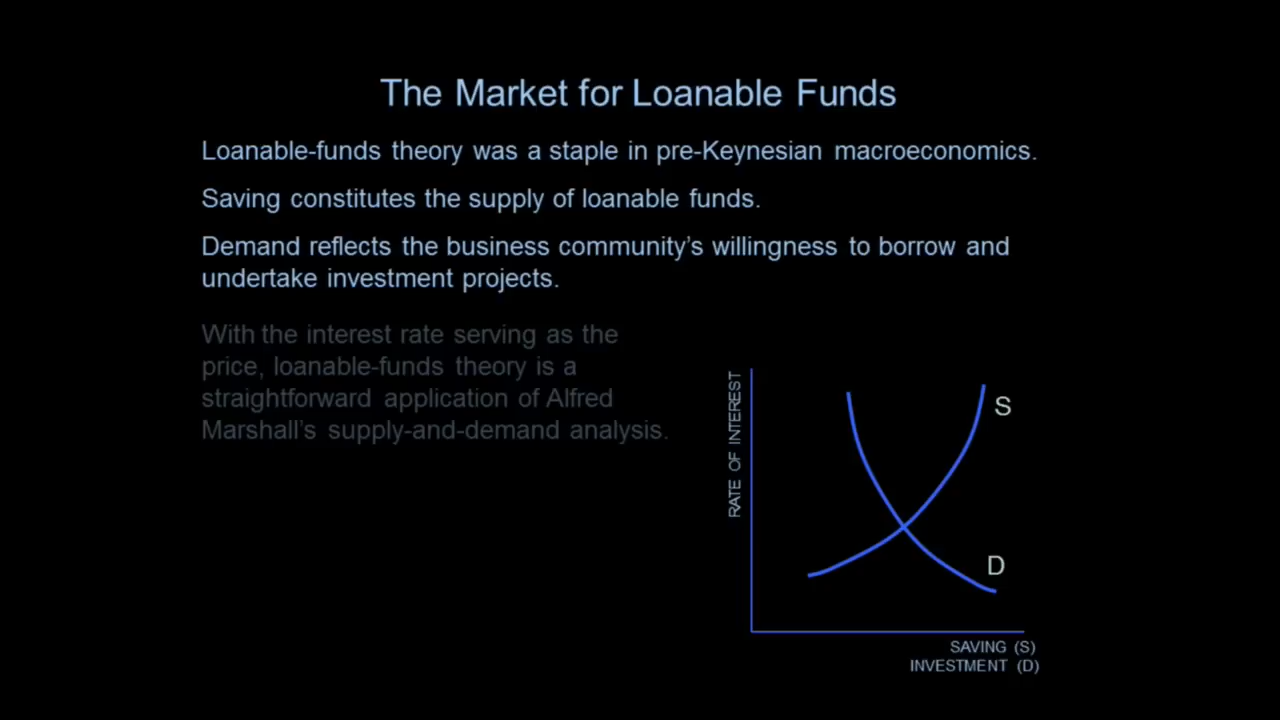 The Market for Loanable Funds
Loanable-funds theory was a staple in pre-Keynesian macroeconomics.
Saving constitutes the supply of loanable funds.
Demand reflects the business community’s willingness to borrow and
undertake investment projects.
With the interest rate serving as the
price, loanable-funds theory is a
straightforward application of Alfred
Marshall’s supply-and-demand analysis.
RATE OF INTEREST
S
D
SAVING (S)
INVESTMENT (D)